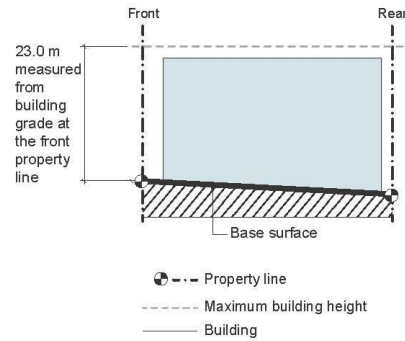 Front
Rear
23.0 m
measured
from
building
grade at
the front
property
line
Base surface
Property line
Maximum building height
Building